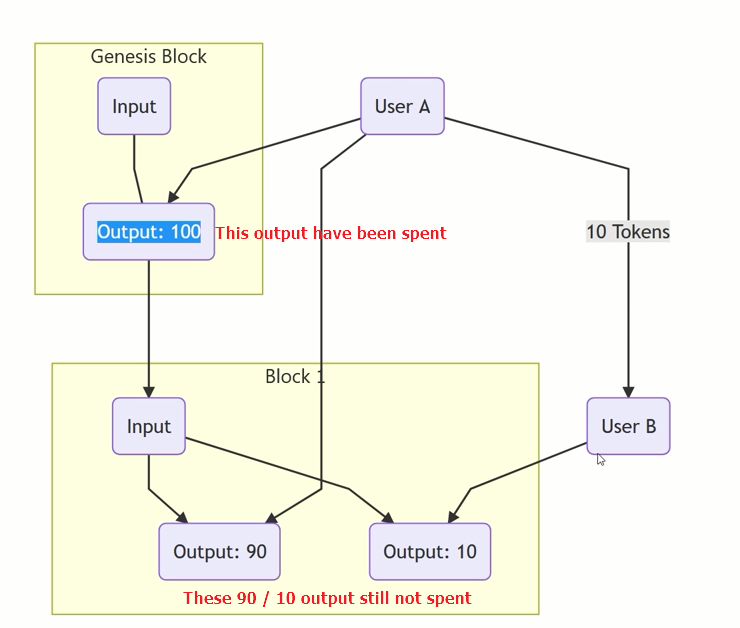 Genesis Block
Input
User A
Output: 100
This output have been spent
10 Tokens
Block 1
Input
User B
Output: 90
Output: 10
These 90 / 10 output still not spent